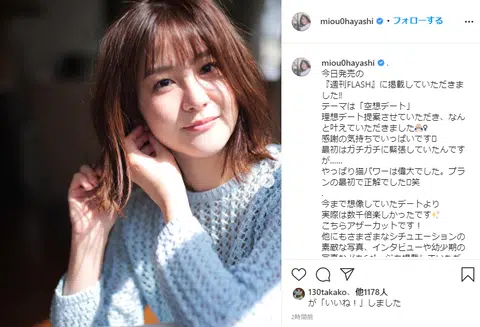 miou0hayashi • フォローする
miou0hayashi .
今日発売の
『週刊FLASH』に掲載していただき
ました!!
テーマは「空想デート」
理想デート提案させていただき、なん
と叶えていただきました
感謝の気持ちでいっぱいです
最初はガチガチに緊張していたんです
が......
やっぱり猫パワーは偉大でした。プラ
ンの最初で正解でした笑
.
今まで想像していたデートより
実際は数千倍楽しかったです✨
こちらアザーカットです！
他にもさまざまなシチュエーションの
素敵な写真、インタビューや幼少期の
130takako、他1178人
が「いいね！」しました
2時間前